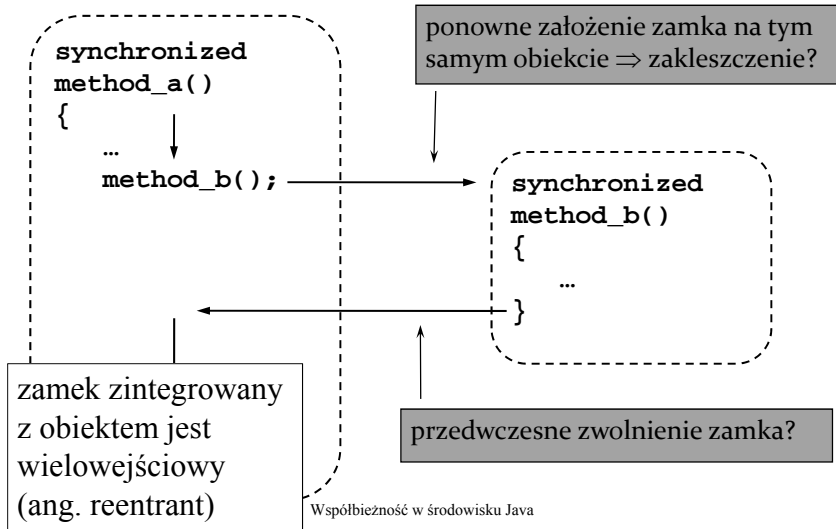 synchronized
method_a()
{
…
method_b();
ponowne założenie zamka na tym
samym obiekcie ⇒ zakleszczenie?
synchronized
method_b()
{
…
}
zamek zintegrowany
z obiektem jest
wielowejściowy
(ang. reentrant)
przedwczesne zwolnienie zamka?
Współbieżność w środowisku Java